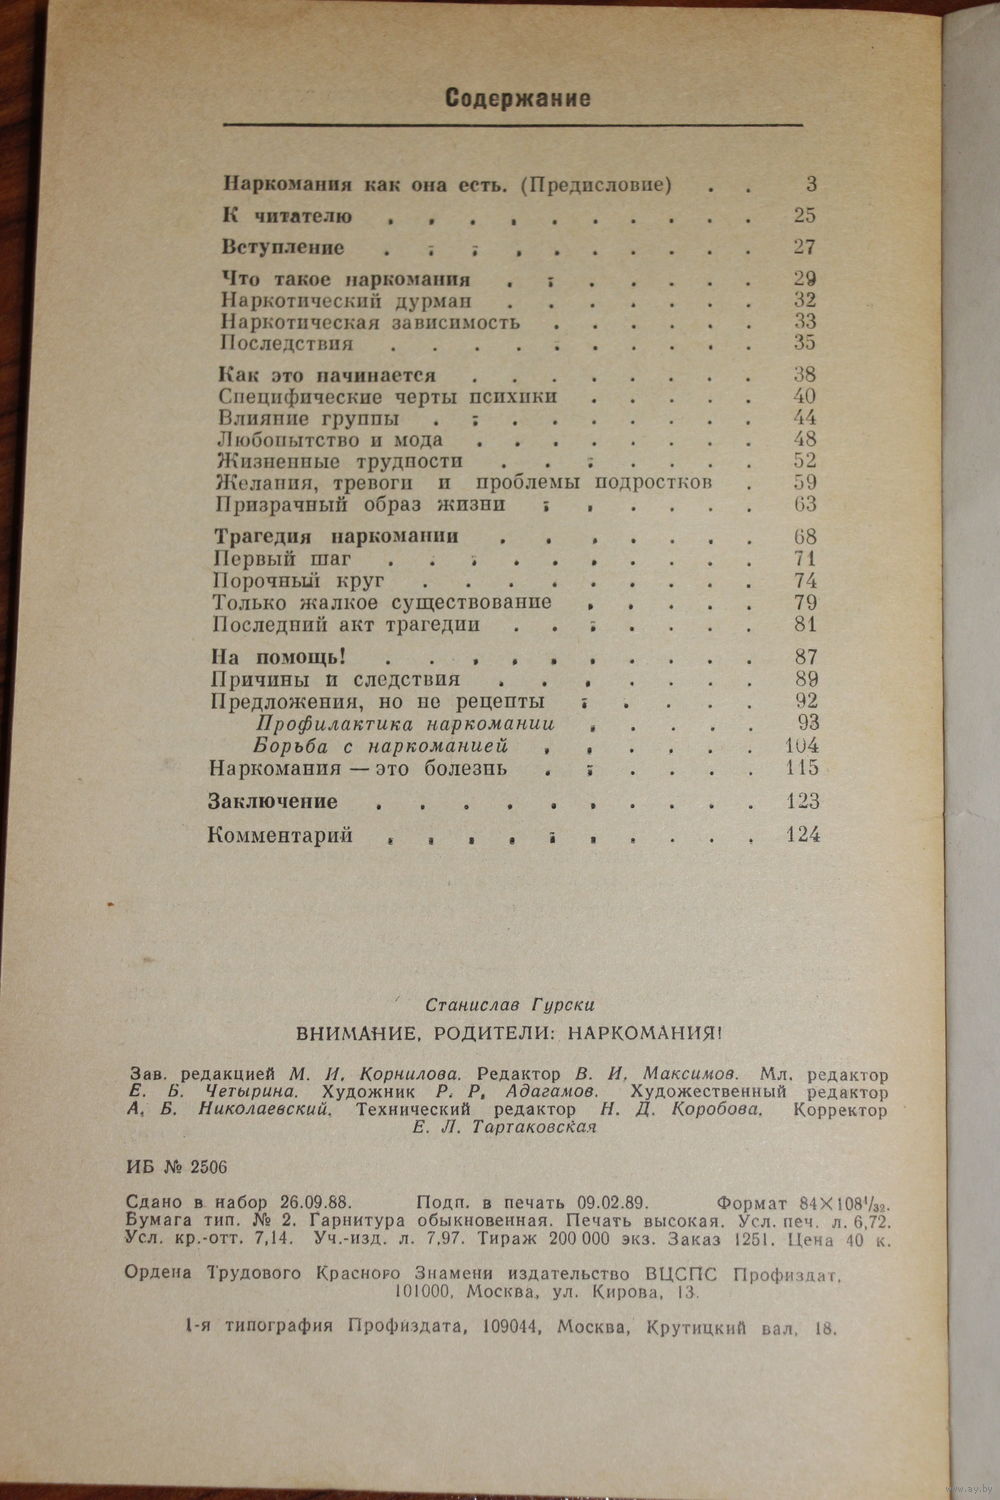 Содержание
Наркомания как она есть. (Предисловие) . . 3
К читателю . . . . . . . . . . 25
Вступление . . . . . . . . . 27
Что такое наркомания . . . . . . . 29
Наркотический дурман . . . . . . . 32
Наркотическая зависимость . . . . . . 33
Последствия . . . . . . . . . . 35
Как это начинается . . . . . . . . 38
Специфические черты психики . . . . . 40
Влияние группы . . . . . . . . . 44
Любопытство и мода . . . . . . . . 48
Жизненные трудности . . . . . . . 52
Желания, тревоги и проблемы подростков . 59
Призрачный образ жизни . . . . . . 63
Трагедия наркомании . . . . . . . 68
Первый шаг . . . . . . . . . . 71
Порочный круг . . . . . . . . . 74
Только жалкое существование . . . . . 79
Последний акт трагедии . . . . . . . 81
На помощь! . . . . . . . . . . 87
Причины и следствия . . . . . . . 89
Предложения, но не рецепты . . . . . 92
Профилактика наркомании . . . . . 93
Борьба с наркоманией . . . . . . 104
Наркомания — это болезнь . . . . . . 115
Заключение . . . . . . . . . . 123
Комментарий . . . . . . . . . . 124
Станислав Гурски
ВНИМАНИЕ, РОДИТЕЛИ: НАРКОМАНИЯ!
Зав. редакцией М. И. Корнилова. Редактор В. И. Максимов. Мл. редактор
Е. Б. Четырина. Художник Р. Р. Адагамов. Художественный редактор
А. Б. Николаевский. Технический редактор Н. Д. Коробова. Корректор
Е. Л. Тартаковская
ИБ № 2506
Сдано в набор 26.09.88. Подп. в печать 09.02.89. Формат 84×108¹/₃₂.
Бумага тип. № 2. Гарнитура обыкновенная. Печать высокая. Усл. печ. л. 6,72.
Усл. кр.-отт. 7,14. Уч.-изд. л. 7,97. Тираж 200 000 экз. Заказ 1251. Цена 40 к.
Ордена Трудового Красного Знамени издательство ВЦСПС Профиздат,
101000, Москва, ул. Кирова, 13.
1-я типография Профиздата, 109044, Москва, Крутицкий вал, 18.
www.ay.by